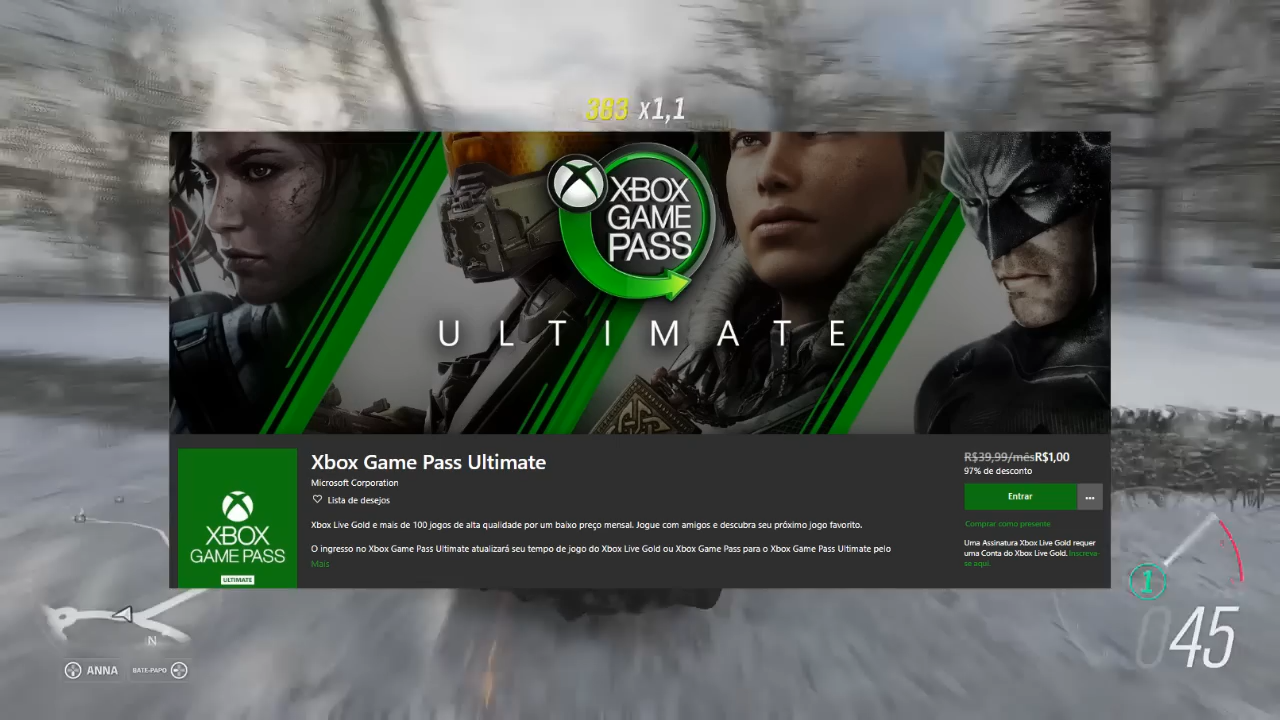 383 x1,1
XBOX
GAME
PASS
ULTIMATE
Xbox Game Pass Ultimate
Microsoft Corporation
Lista de desejos
Xbox Live Gold e mais de 100 jogos de alta qualidade por um baixo preço mensal. Jogue com amigos e descubra seu próximo jogo favorito.
O ingresso no Xbox Game Pass Ultimate atualizará seu tempo de jogo do Xbox Live Gold ou Xbox Game Pass para o Xbox Game Pass Ultimate pelo
Mais
XBOX
GAME PASS
ULTIMATE
R$39,99/mêsR$1,00
97% de desconto
Entrar
...
Comprar como presente
Uma Assinatura Xbox Live Gold requer
uma Conta do Xbox Live Gold. Inscreva-
se aqui.
N
ANNA
BATE-PAPO
1
045